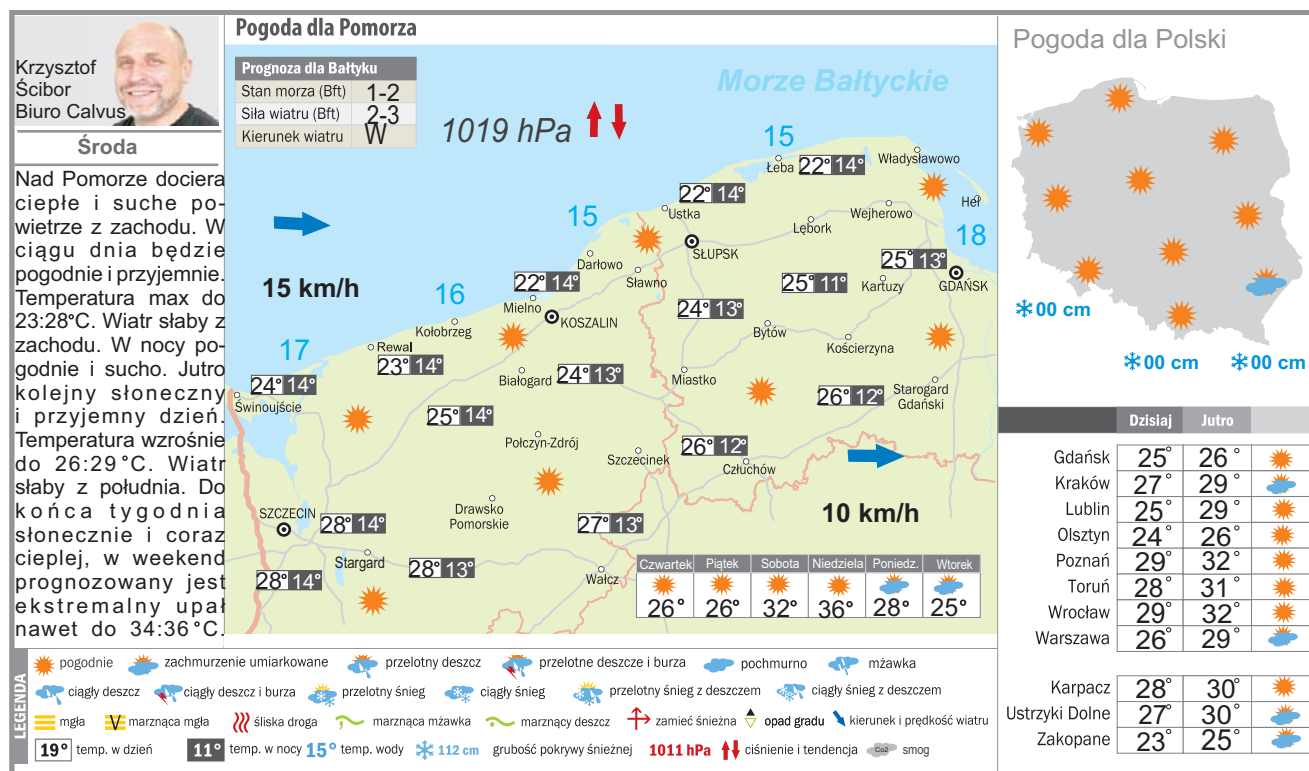 Krzysztof
Ścibor
Biuro Calvus
Środa
Nad Pomorze dociera
ciepłe i suche po-
wietrze z zachodu. W
ciągu dnia będzie
pogodnie i przyjemnie.
Temperatura max do
23:28°C. Wiatr słaby z
zachodu. W nocy po-
godnie i sucho. Jutro
kolejny słoneczny
i przyjemny dzień.
Temperatura wzrośnie
do 26:29°C. Wiatr
słaby z południa. Do
końca tygodnia
słonecznie i coraz
cieplej, w weekend
prognozowany jest
ekstremalny upał
nawet do 34:36°C.
Pogoda dla Pomorza
Prognoza dla Bałtyku
Stan morza (Bft) 1-2
Siła wiatru (Bft) 2-3
Kierunek wiatru W
Morze Bałtyckie
1019 hPa
15
Łeba
22° 14°
Władysławowo
22° 14°
Ustka
Wejherowo
Hel
15
Lębork
18
SŁUPSK
Darłowo
25° 13°
15 km/h
22° 14°
Sławno
25° 11°
Kartuzy
GDAŃSK
16
Mielno
24° 13°
KOSZALIN
Bytów
Kołobrzeg
Kościerzyna
17
Rewal
23° 14°
24° 14°
Białogard
24° 13°
Miastko
Świnoujście
26° 12°
Starogard
Gdański
25° 14°
Połczyn-Zdrój
26° 12°
Szczecinek
Człuchów
Drawsko
Pomorskie
10 km/h
SZCZECIN
28° 14°
27° 13°
Stargard
28° 13°
28° 14°
Wałcz
Czwartek Piątek Sobota Niedziela Poniedz. Wtorek
26° 26° 32° 36° 28° 25°
Pogoda dla Polski
00 cm
00 cm
00 cm
Dzisiaj Jutro
Gdańsk 25° 26°
Kraków 27° 29°
Lublin 25° 29°
Olsztyn 24° 26°
Poznań 29° 32°
Toruń 28° 31°
Wrocław 29° 32°
Warszawa 26° 29°
Karpacz 28° 30°
Ustrzyki Dolne 27° 30°
Zakopane 23° 25°
LEGENDA
pogodnie zachmurzenie umiarkowane przelotny deszcz przelotne deszcze i burza pochmurno mżawka
ciągły deszcz ciągły deszcz i burza przelotny śnieg ciągły śnieg przelotny śnieg z deszczem ciągły śnieg z deszczem
mgła marznąca mgła śliska droga marznąca mżawka marznący deszcz zamieć śnieżna opad gradu kierunek i prędkość wiatru
19° temp. w dzień 11° temp. w nocy 15° temp. wody 112 cm grubość pokrywy śnieżnej 1011 hPa ciśnienie i tendencja Co2 smog